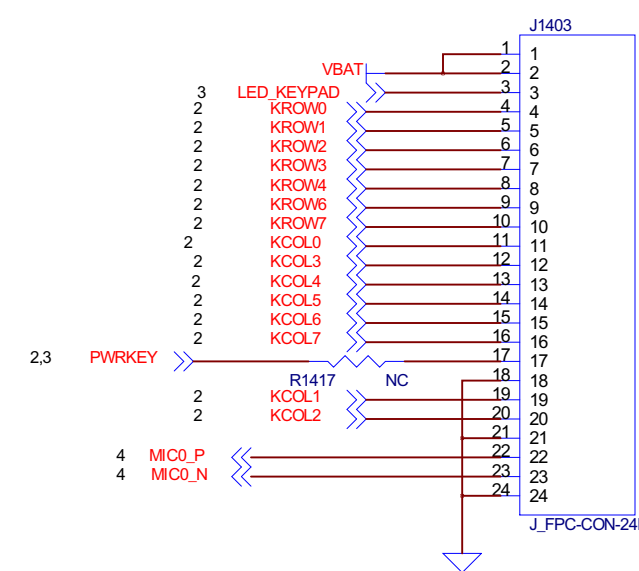 J1403
1 1
VBAT 2 2
3 LED_KEYPAD 3 3
2 KROW0 4 4
2 KROW1 5 5
2 KROW2 6 6
2 KROW3 7 7
2 KROW4 8 8
2 KROW6 9 9
2 KROW7 10 10
2 KCOL0 11 11
2 KCOL3 12 12
2 KCOL4 13 13
2 KCOL5 14 14
2 KCOL6 15 15
2 KCOL7 16 16
2,3 PWRKEY 17 17
R1417 NC 18 18
2 KCOL1 19 19
2 KCOL2 20 20
21 21
4 MIC0_P 22 22
4 MIC0_N 23 23
24 24
J_FPC-CON-24